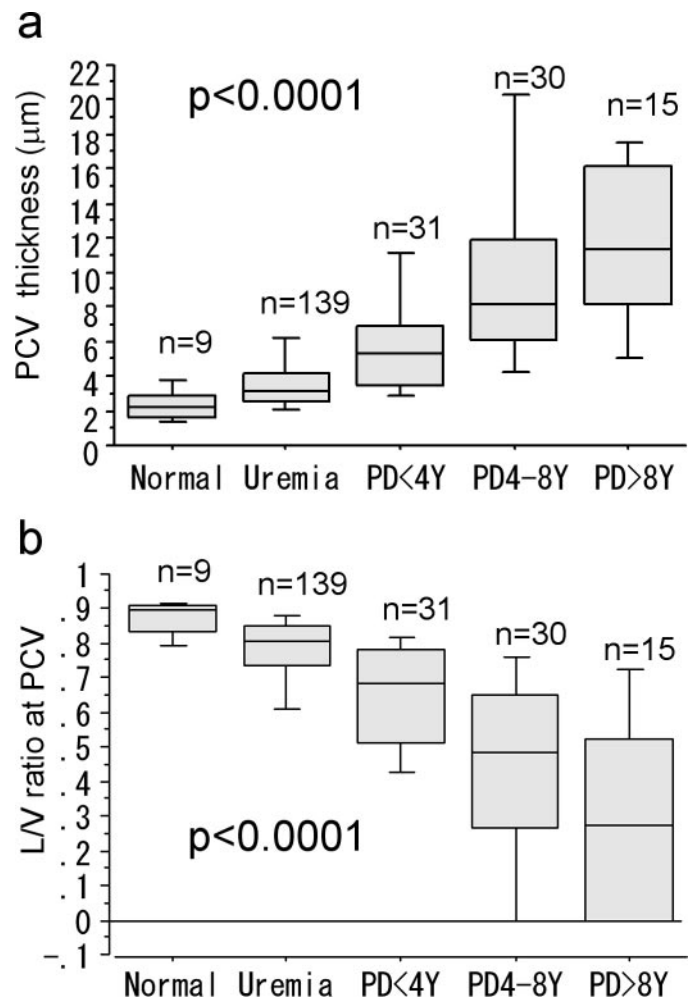 a
22
20
18
16
14
12
10
8
6
4
2
0
PCV thickness (μm)
p<0.0001
n=9
n=139
n=31
n=30
n=15
Normal Uremia PD<4Y PD4-8Y PD>8Y
b
1
.9
.8
.7
.6
.5
.4
.3
.2
.1
0
-.1
L/V ratio at PCV
n=9
n=139
n=31
n=30
n=15
p<0.0001
Normal Uremia PD<4Y PD4-8Y PD>8Y